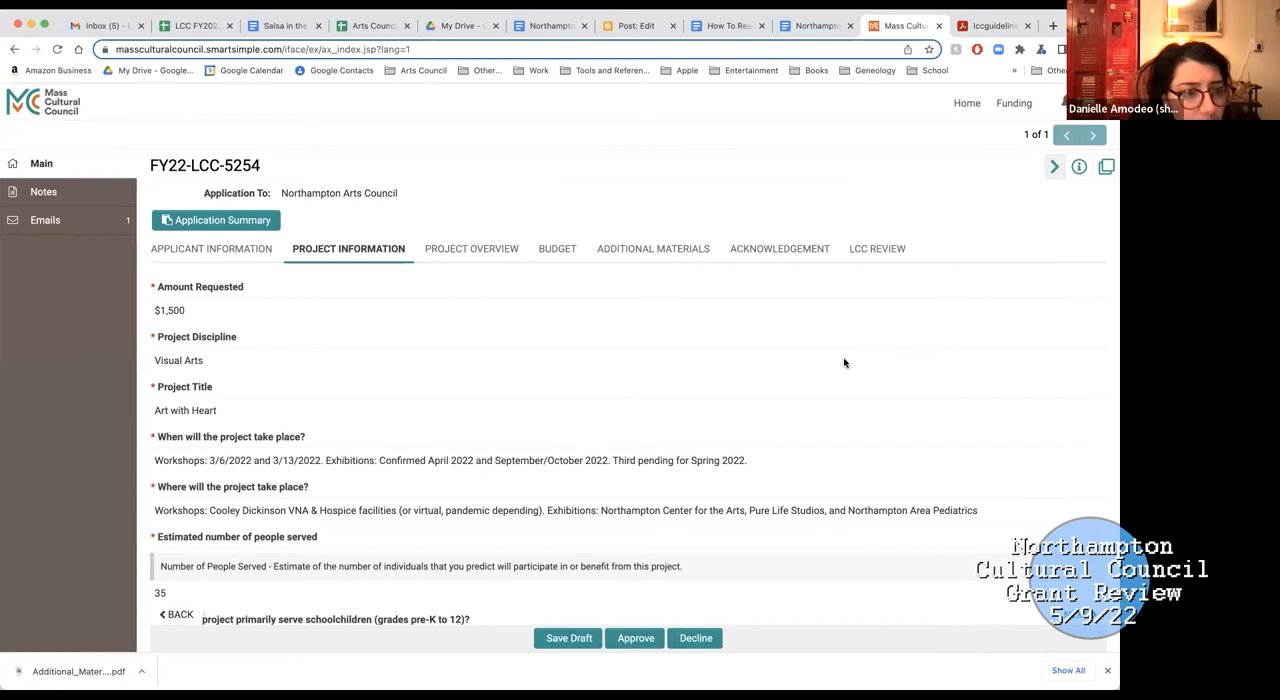 Inbox (5) -
LCC FY202
Salsa in the
Arts Counc
My Drive - G
Northampto
Post: Edit
How To Rea
Northampto
Mass Cultur
lccguideline
massculturalcouncil.smartsimple.com/iface/ex/ax_index.jsp?lang=1
Amazon Business
My Drive - Google...
Google Calendar
Google Contacts
Arts Council
Other...
Work
Tools and Referen...
Apple
Entertainment
Books
Geneology
School
»
Othe
Danielle Amodeo (sh...
Mass
Cultural
Council
Home
Funding
1 of 1
Main
Notes
Emails
1
FY22-LCC-5254
Application To: Northampton Arts Council
Application Summary
APPLICANT INFORMATION
PROJECT INFORMATION
PROJECT OVERVIEW
BUDGET
ADDITIONAL MATERIALS
ACKNOWLEDGEMENT
LCC REVIEW
* Amount Requested
$1,500
* Project Discipline
Visual Arts
* Project Title
Art with Heart
* When will the project take place?
Workshops: 3/6/2022 and 3/13/2022. Exhibitions: Confirmed April 2022 and September/October 2022. Third pending for Spring 2022.
* Where will the project take place?
Workshops: Cooley Dickinson VNA & Hospice facilities (or virtual, pandemic depending). Exhibitions: Northampton Center for the Arts, Pure Life Studios, and Northampton Area Pediatrics
* Estimated number of people served
Number of People Served - Estimate of the number of individuals that you predict will participate in or benefit from this project.
35
BACK
project primarily serve schoolchildren (grades pre-K to 12)?
Save Draft
Approve
Decline
Northampton
Cultural Council
Grant Review
5/9/22
Additional_Mater....pdf
Show All